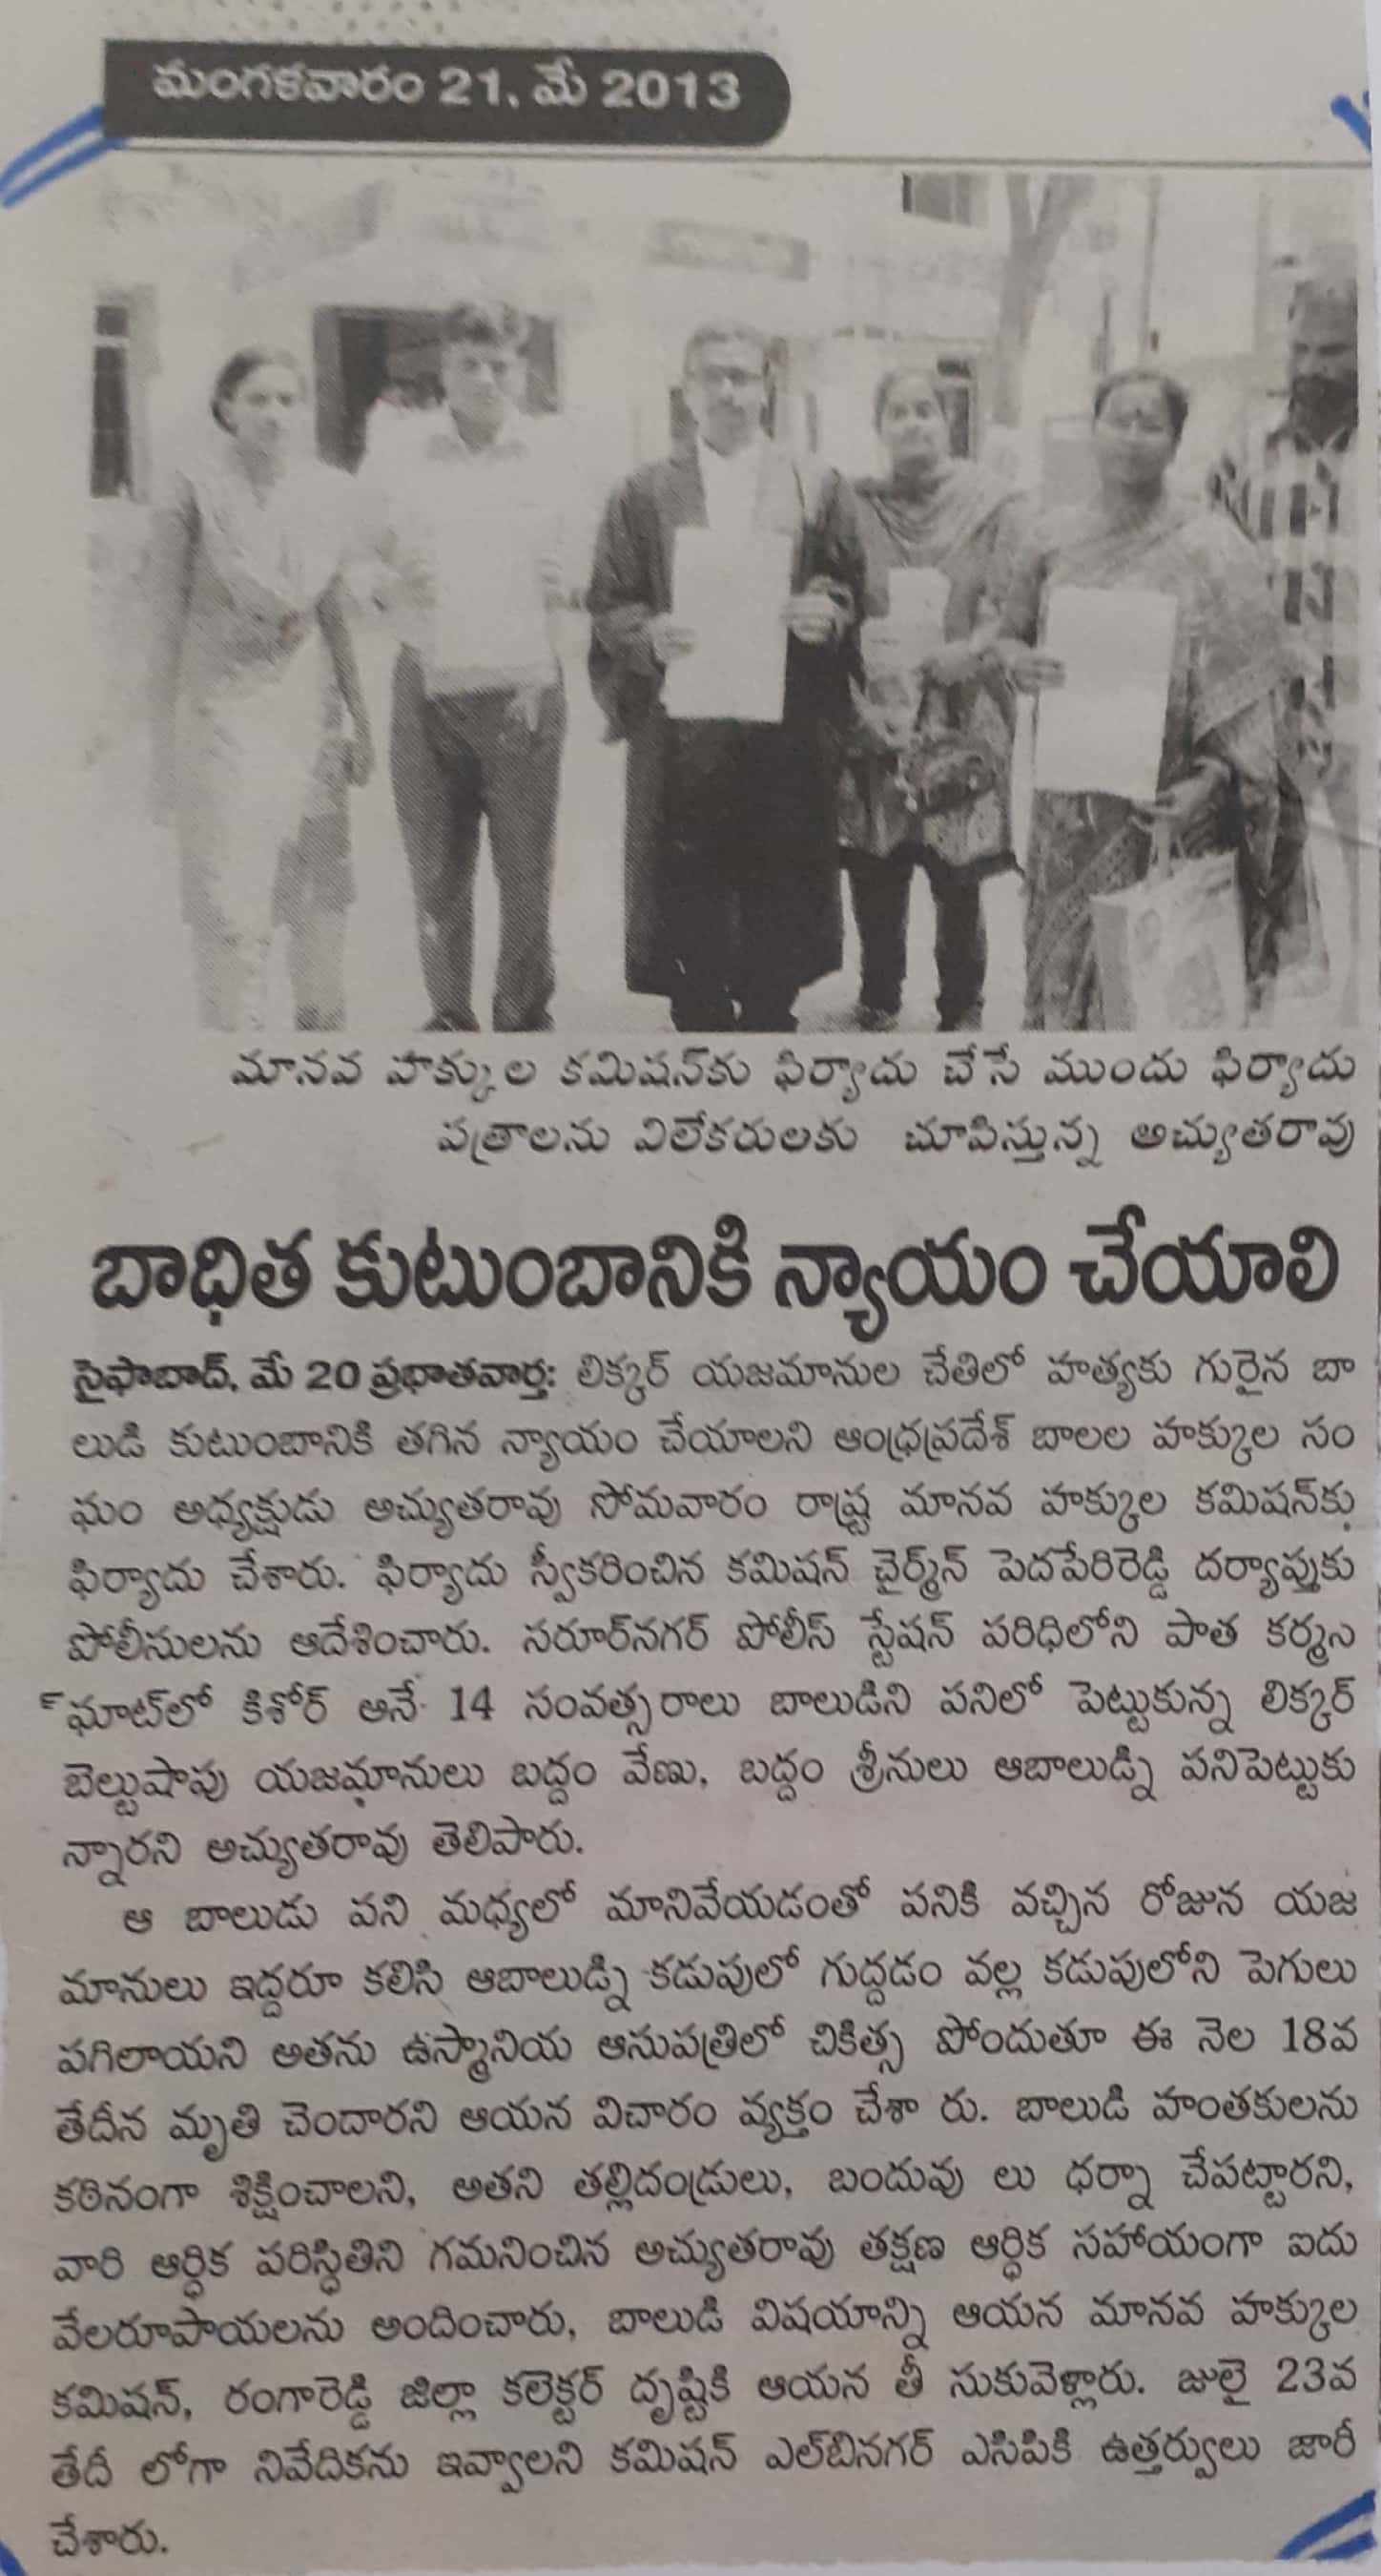 మంగళవారం 21, మే 2013
మానవ హక్కుల కమిషన్‌కు ఫిర్యాదు చేసే ముందు ఫిర్యాదు
పత్రాలను విలేకరులకు చూపిస్తున్న అచ్యుతరావు
బాధిత కుటుంబానికి న్యాయం చేయాలి
సైఫాబాద్, మే 20 ప్రభాతవార్త: లిక్కర్ యజమానుల చేతిలో హత్యకు గురైన బా
లుడి కుటుంబానికి తగిన న్యాయం చేయాలని ఆంధ్రప్రదేశ్ బాలల హక్కుల సం
ఘం అధ్యక్షుడు అచ్యుతరావు సోమవారం రాష్ట్ర మానవ హక్కుల కమిషన్‌కు
ఫిర్యాదు చేశారు. ఫిర్యాదు స్వీకరించిన కమిషన్ చైర్మన్ పెదపేరిరెడ్డి దర్యాప్తుకు
పోలీసులను ఆదేశించారు. సరూర్‌నగర్ పోలీస్ స్టేషన్ పరిధిలోని పాత కర్మన
్‌ఘాట్‌లో కిశోర్ అనే 14 సంవత్సరాలు బాలుడిని పనిలో పెట్టుకున్న లిక్కర్
బెల్టుషాపు యజమానులు బద్దం వేణు, బద్దం శ్రీనులు ఆబాలుడ్ని పనిపెట్టుకు
న్నారని అచ్యుతరావు తెలిపారు.
ఆ బాలుడు పని మధ్యలో మానివేయడంతో పనికి వచ్చిన రోజున యజ
మానులు ఇద్దరూ కలిసి ఆబాలుడ్ని కడుపులో గుద్దడం వల్ల కడుపులోని పెగులు
పగిలాయని అతను ఉస్మానియ ఆసుపత్రిలో చికిత్స పోందుతూ ఈ నెల 18వ
తేదీన మృతి చెందారని ఆయన విచారం వ్యక్తం చేశా రు. బాలుడి హంతకులను
కఠినంగా శిక్షించాలని, అతని తల్లిదండ్రులు, బందువు లు ధర్నా చేపట్టారని,
వారి ఆర్ధిక పరిస్ధితిని గమనించిన అచ్యుతరావు తక్షణ ఆర్ధిక సహాయంగా ఐదు
వేలరూపాయలను అందించారు, బాలుడి విషయాన్ని ఆయన మానవ హక్కుల
కమిషన్, రంగారెడ్డి జిల్లా కలెక్టర్ దృష్టికి ఆయన తీ సుకువెళ్లారు. జులై 23వ
తేదీ లోగా నివేదికను ఇవ్వాలని కమిషన్ ఎల్‌బినగర్ ఎసిపికి ఉత్తర్వులు జారీ
చేశారు.